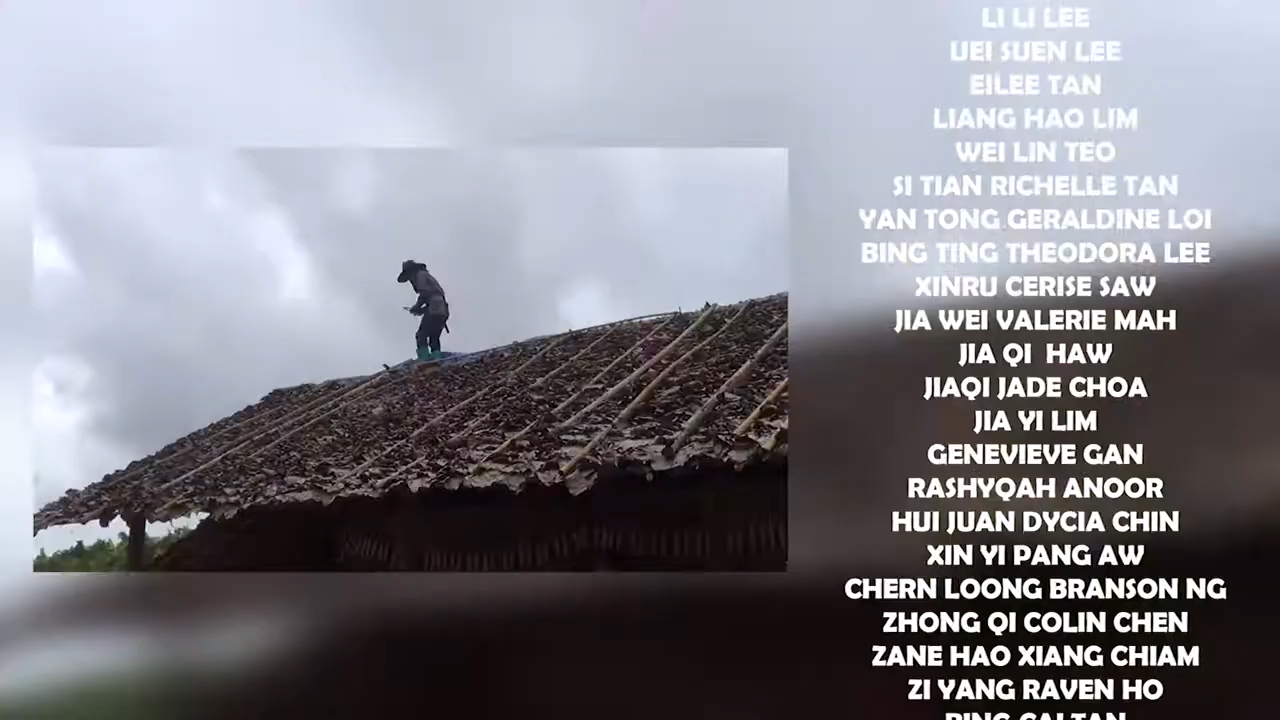 LI LI LEE
UEI SUEN LEE
EILEE TAN
LIANG HAO LIM
WEI LIN TEO
SI TIAN RICHELLE TAN
YAN TONG GERALDINE LOI
BING TING THEODORA LEE
XINRU CERISE SAW
JIA WEI VALERIE MAH
JIA QI HAW
JIAQI JADE CHOA
JIA YI LIM
GENEVIEVE GAN
RASHYQAH ANOOR
HUI JUAN DYCIA CHIN
XIN YI PANG AW
CHERN LOONG BRANSON NG
ZHONG QI COLIN CHEN
ZANE HAO XIANG CHIAM
ZI YANG RAVEN HO